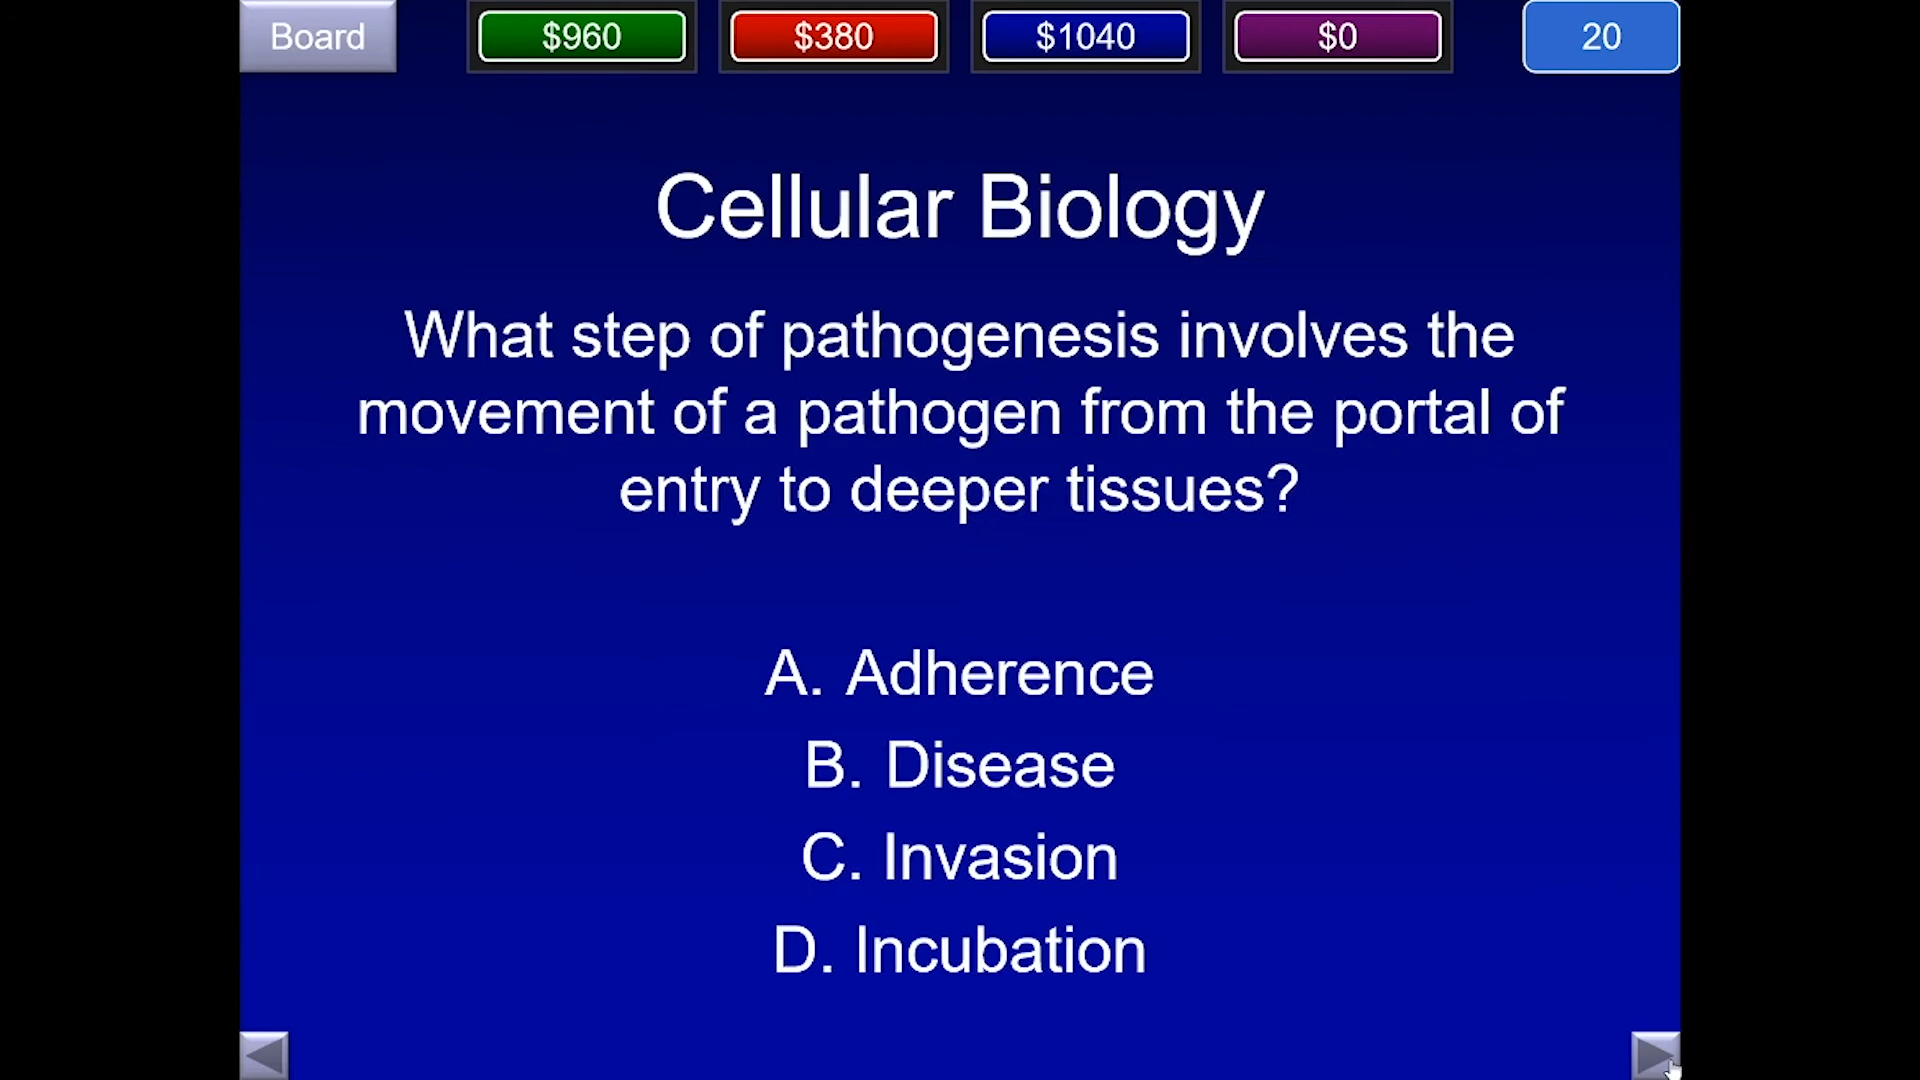 Board
$960
$380
$1040
$0
20
Cellular Biology
What step of pathogenesis involves the
movement of a pathogen from the portal of
entry to deeper tissues?
A. Adherence
B. Disease
C. Invasion
D. Incubation